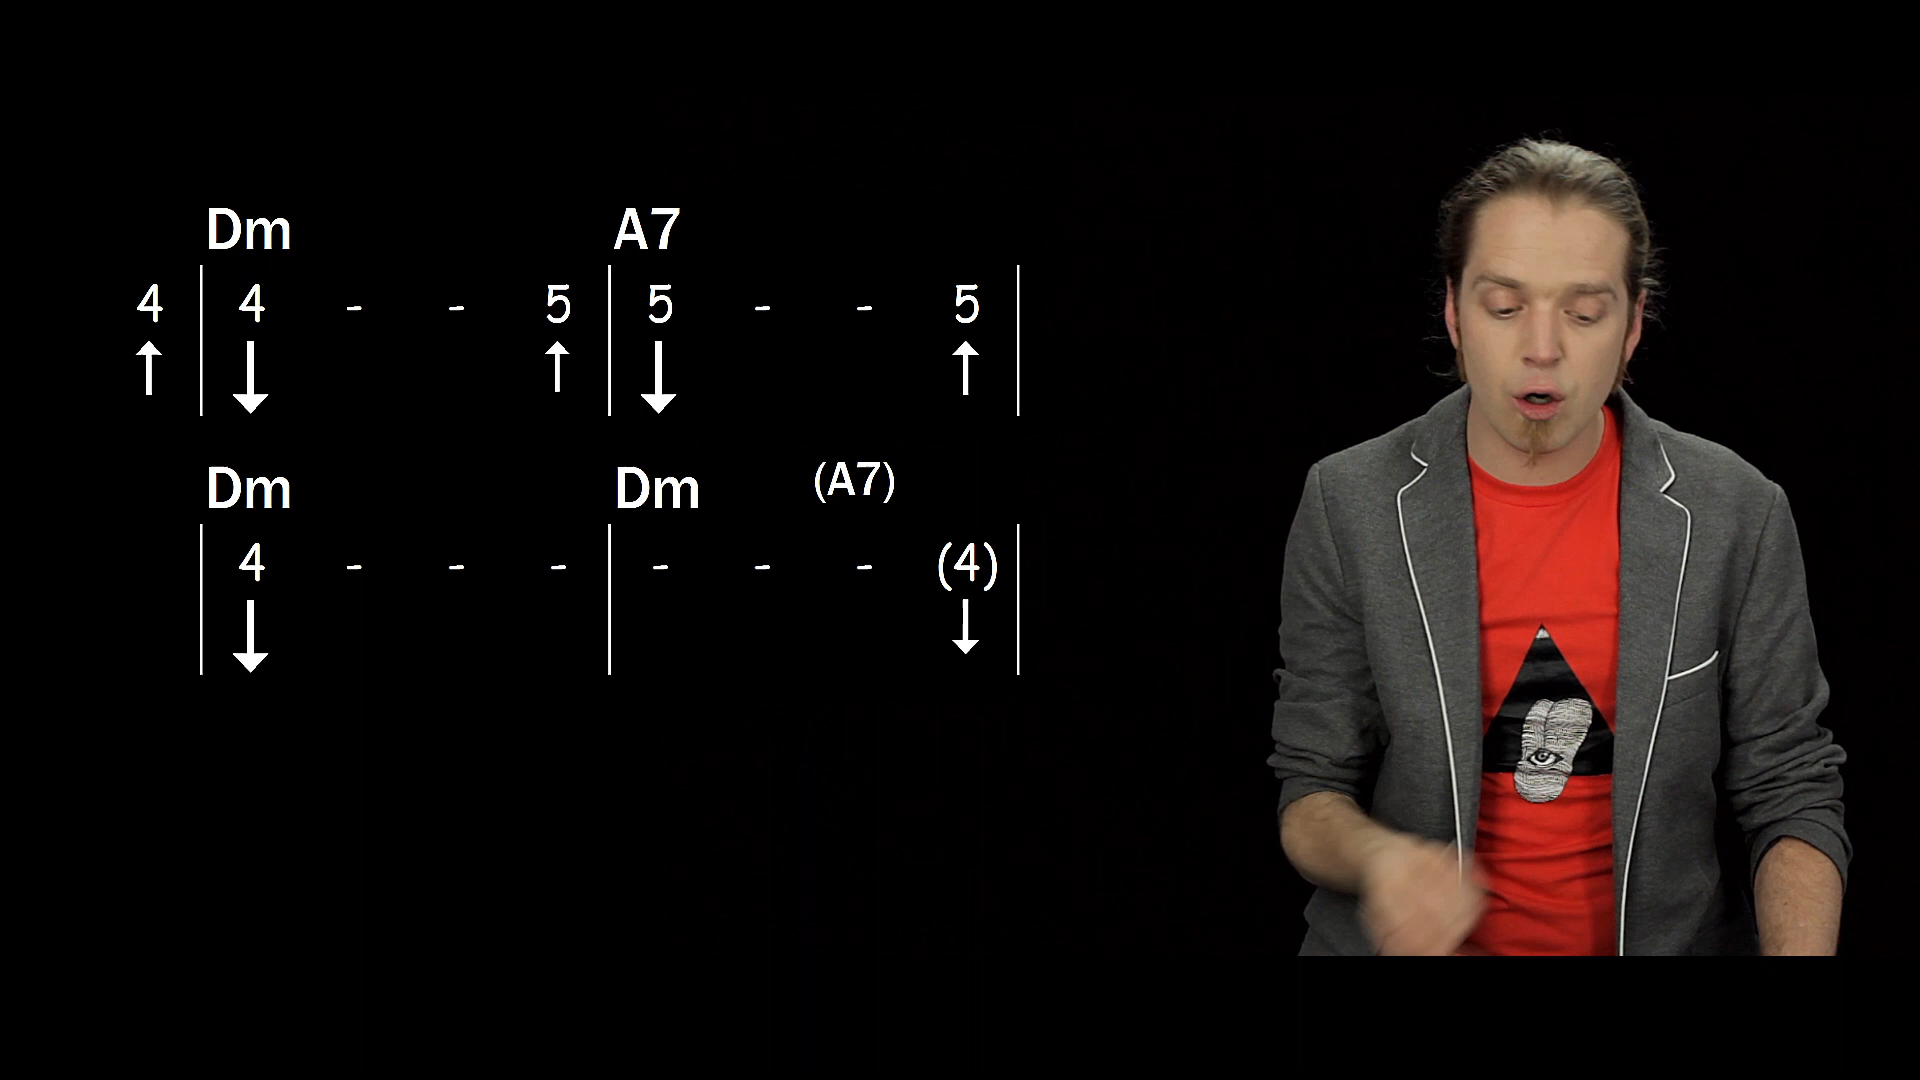 Dm A7
4 | 4 - - 5 | 5 - - 5 |
↑ ↓ ↑ ↓ ↑
Dm Dm (A7)
| 4 - - - | - - - (4) |
↓ ↓